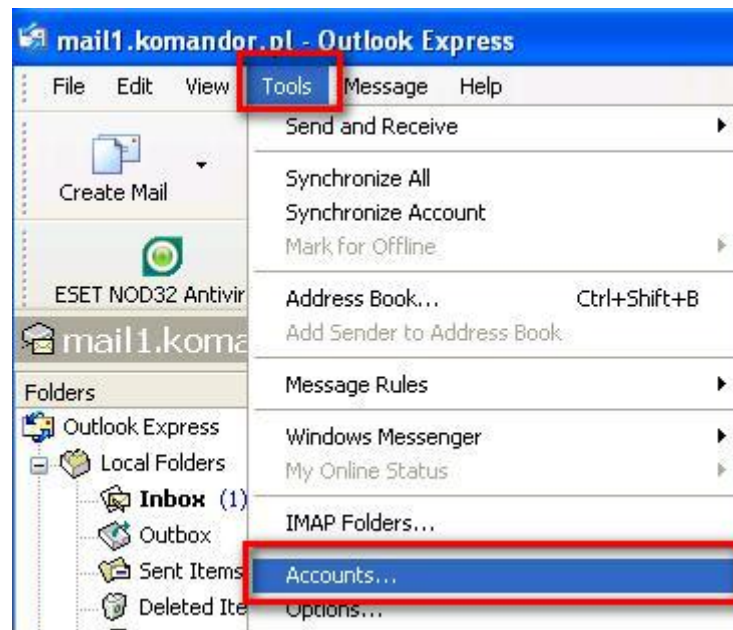 mail1.komandor.pl - Outlook Express
File Edit View Tools Message Help
Create Mail
ESET NOD32 Antivir
mail1.koma
Folders
Outlook Express
Local Folders
Inbox (1)
Outbox
Sent Items
Deleted Ite
Send and Receive
Synchronize All
Synchronize Account
Mark for Offline
Address Book... Ctrl+Shift+B
Add Sender to Address Book
Message Rules
Windows Messenger
My Online Status
IMAP Folders...
Accounts...
Options...